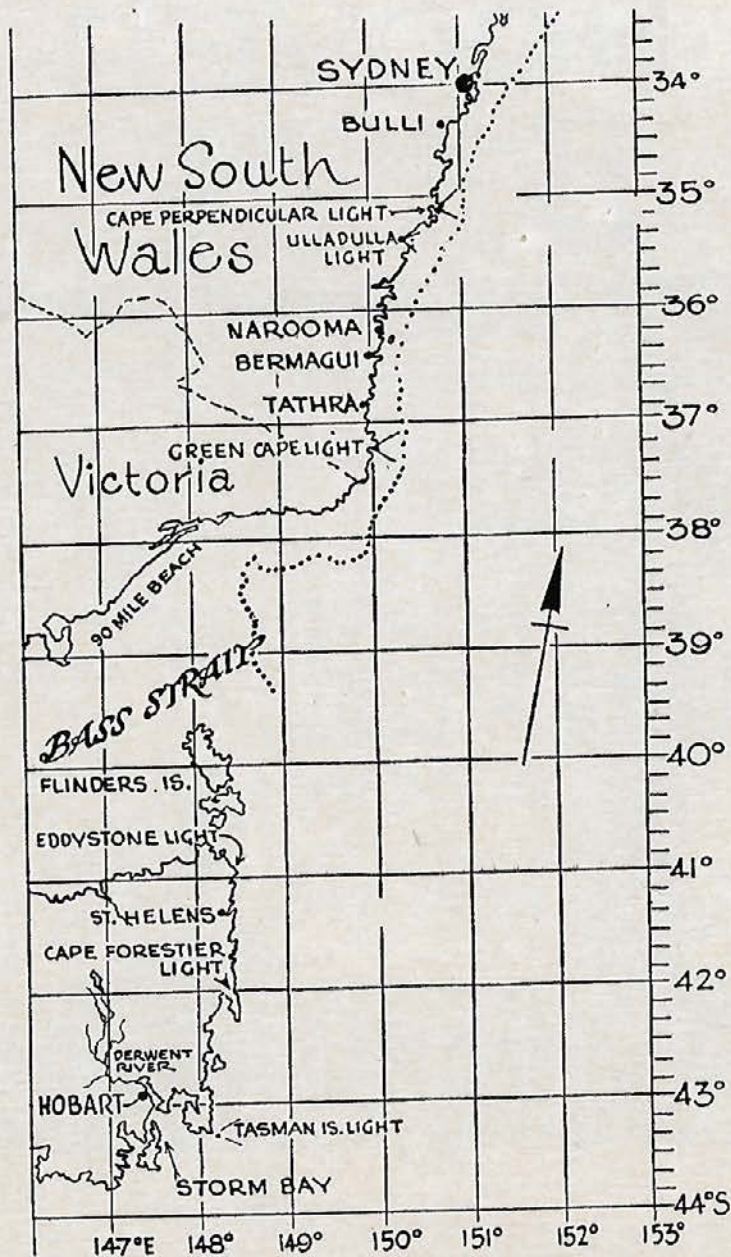 SYDNEY
34°
BULLI
New South
35°
CAPE PERPENDICULAR LIGHT
ULLADULLA
LIGHT
Wales
36°
NAROOMA
BERMAGUI
TATHRA
37°
GREEN CAPE LIGHT
Victoria
38°
90 MILE BEACH
39°
BASS STRAIT
40°
FLINDERS. IS.
EDDYSTONE LIGHT
41°
ST. HELENS
CAPE FORESTIER
LIGHT
42°
DERWENT
RIVER
HOBART
43°
TASMAN IS. LIGHT
STORM BAY
44°S
147°E 148° 149° 150° 151° 152° 153°